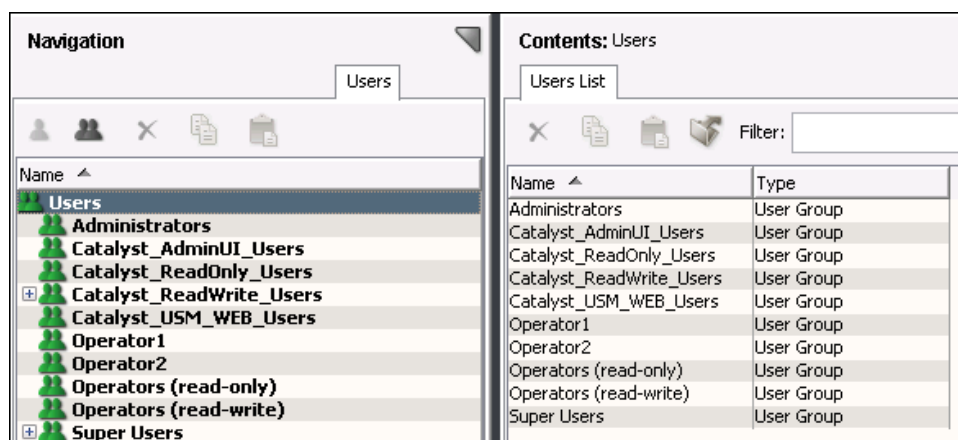 Navigation
Users
Name
Users
Administrators
Catalyst_AdminUI_Users
Catalyst_ReadOnly_Users
Catalyst_ReadWrite_Users
Catalyst_USM_WEB_Users
Operator1
Operator2
Operators (read-only)
Operators (read-write)
Super Users
Contents: Users
Users List
Filter:
Name Type
Administrators User Group
Catalyst_AdminUI_Users User Group
Catalyst_ReadOnly_Users User Group
Catalyst_ReadWrite_Users User Group
Catalyst_USM_WEB_Users User Group
Operator1 User Group
Operator2 User Group
Operators (read-only) User Group
Operators (read-write) User Group
Super Users User Group